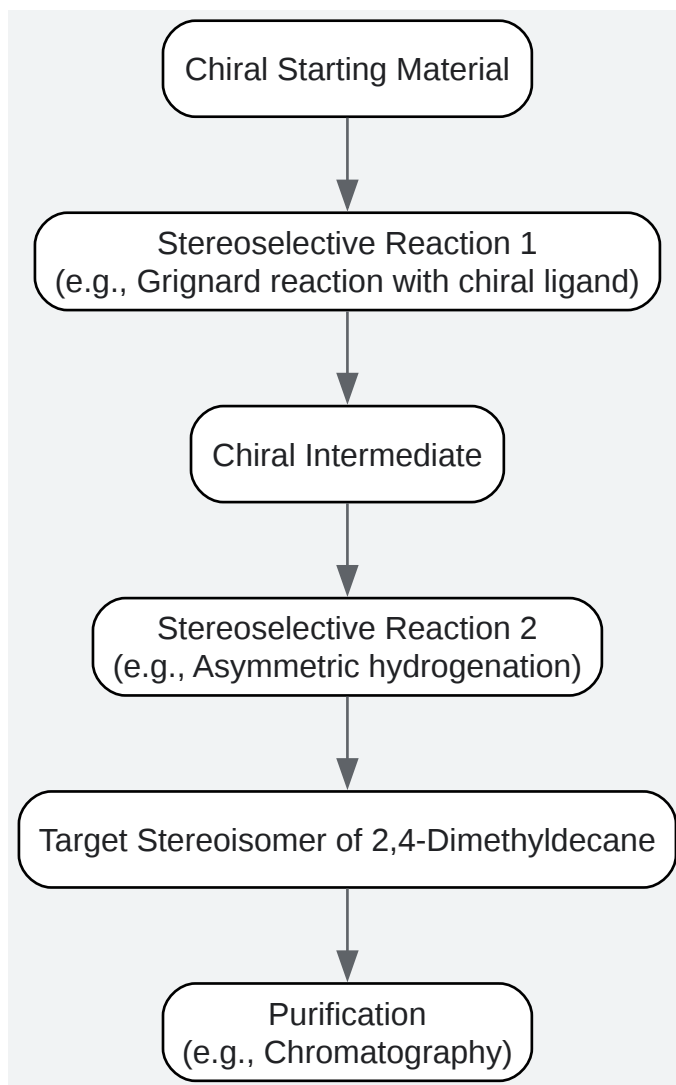 Chiral Starting Material
Stereoselective Reaction 1
(e.g., Grignard reaction with chiral ligand)
Chiral Intermediate
Stereoselective Reaction 2
(e.g., Asymmetric hydrogenation)
Target Stereoisomer of 2,4-Dimethyldecane
Purification
(e.g., Chromatography)